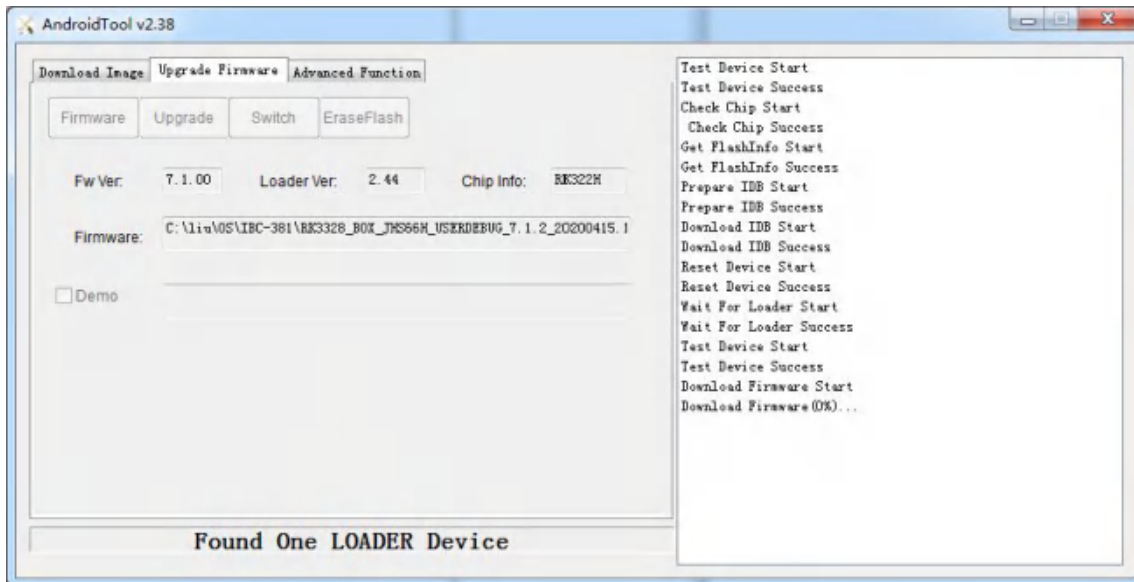 AndroidTool v2.38
Download Image Upgrade Firmware Advanced Function
Firmware Upgrade Switch EraseFlash
Fw Ver: 7.1.00 Loader Ver: 2.44 Chip Info: RK322H
Firmware: C:\liu\OS\IBC-381\RK3328_BOX_JHS66H_USERDEBUG_7.1.2_20200415.1
Demo
Found One LOADER Device
Test Device Start
Test Device Success
Check Chip Start
Check Chip Success
Get FlashInfo Start
Get FlashInfo Success
Prepare IDB Start
Prepare IDB Success
Download IDB Start
Download IDB Success
Reset Device Start
Reset Device Success
Wait For Loader Start
Wait For Loader Success
Test Device Start
Test Device Success
Download Firmware Start
Download Firmware(0%)...